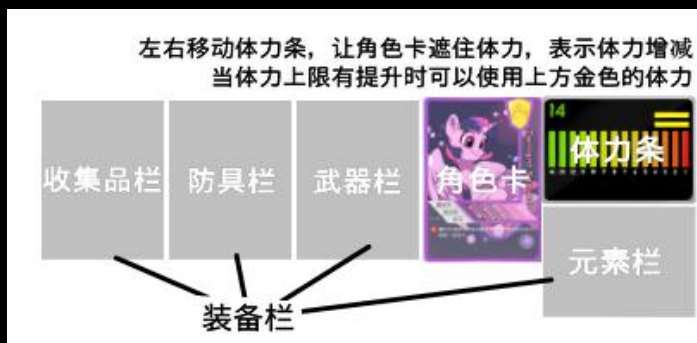 左右移动体力条，让角色卡遮住体力，表示体力增减
当体力上限有提升时可以使用上方金色的体力
收集品栏 防具栏 武器栏 角色卡 14 体力条
元素栏
装备栏